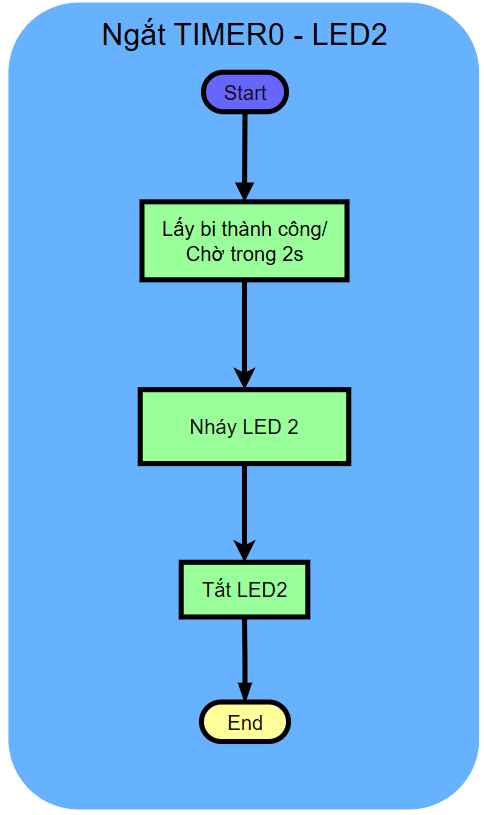 Ngắt TIMER0 - LED2
Start
Lấy bi thành công/
Chờ trong 2s
Nháy LED 2
Tắt LED2
End